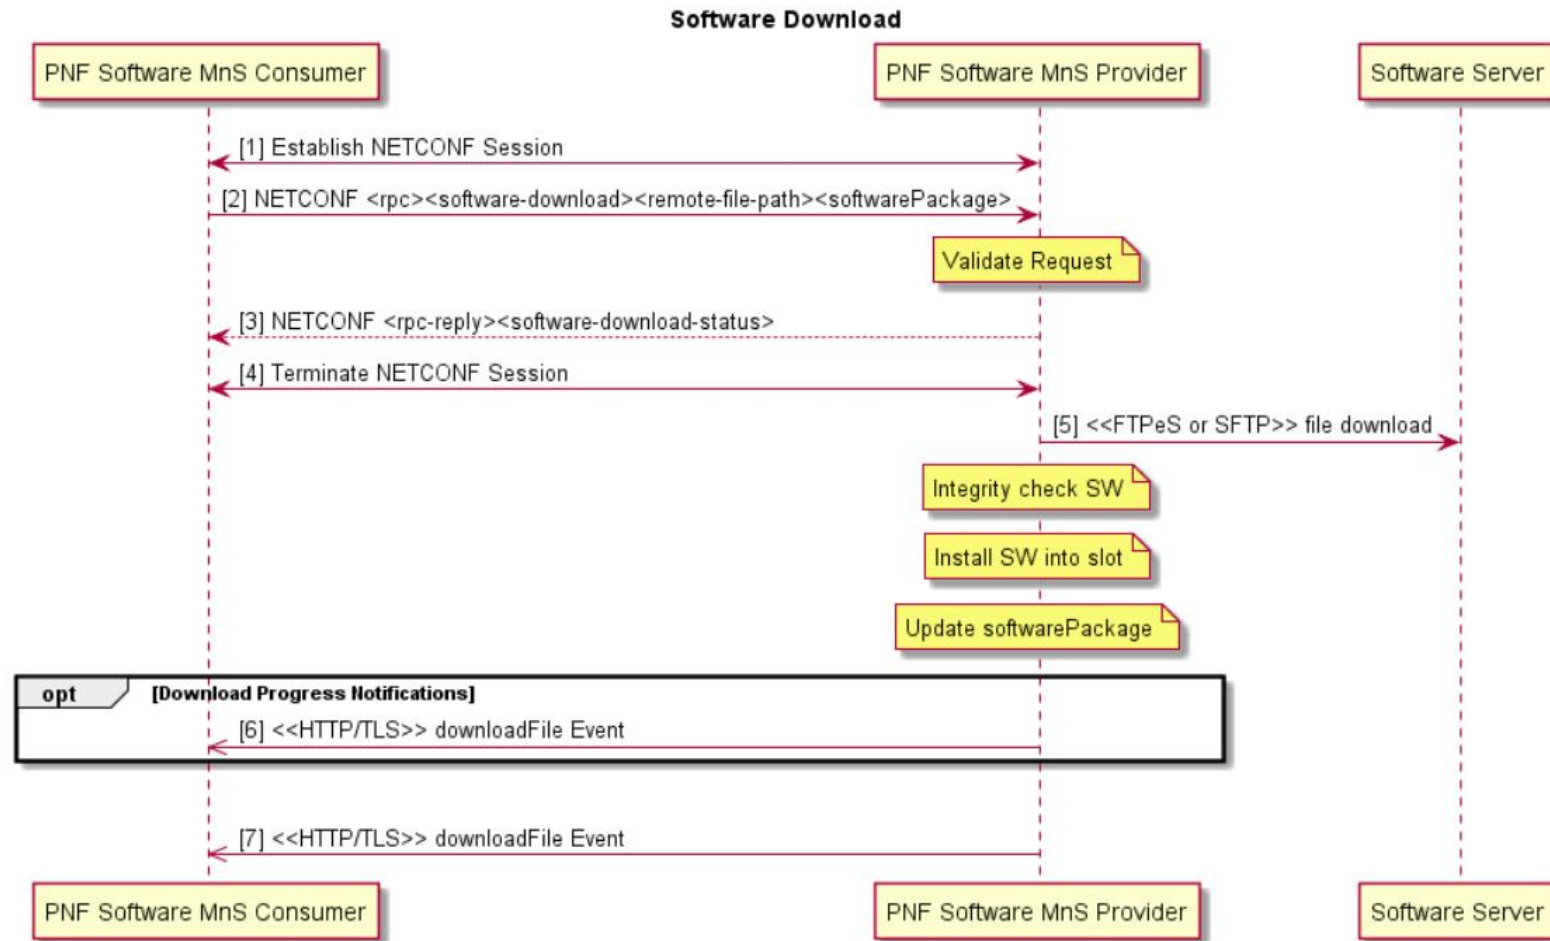 Software Download
PNF Software MnS Consumer
PNF Software MnS Provider
Software Server
[1] Establish NETCONF Session
[2] NETCONF <rpc><software-download><remote-file-path><softwarePackage>
Validate Request
[3] NETCONF <rpc-reply><software-download-status>
[4] Terminate NETCONF Session
[5] <<FTPeS or SFTP>> file download
Integrity check SW
Install SW into slot
Update softwarePackage
opt
[Download Progress Notifications]
[6] <<HTTP/TLS>> downloadFile Event
[7] <<HTTP/TLS>> downloadFile Event
PNF Software MnS Consumer
PNF Software MnS Provider
Software Server